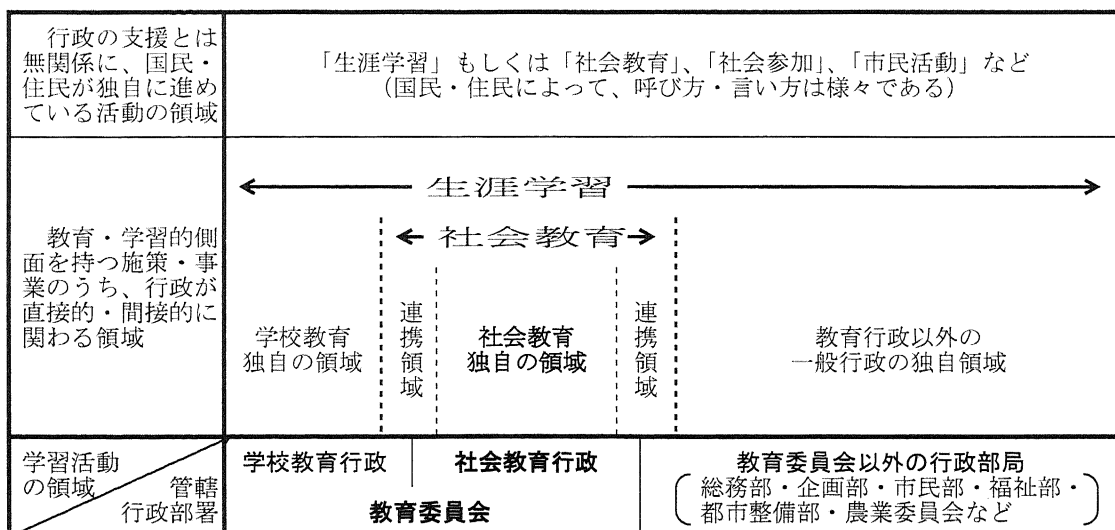 行政の支援とは
無関係に、国民・
住民が独自に進め
ている活動の領域
「生涯学習」もしくは「社会教育」、「社会参加」、「市民活動」など
(国民・住民によって、呼び方・言い方は様々である)
教育・学習的側
面を持つ施策・事
業のうち、行政が
直接的・間接的に
関わる領域
生涯学習
社会教育
学校教育
独自の領域
連携領域
社会教育
独自の領域
連携領域
教育行政以外の
一般行政の独自領域
学習活動
の領域
管轄
行政部署
学校教育行政
社会教育行政
教育委員会
教育委員会以外の行政部局
(総務部・企画部・市民部・福祉部・
都市整備部・農業委員会など)